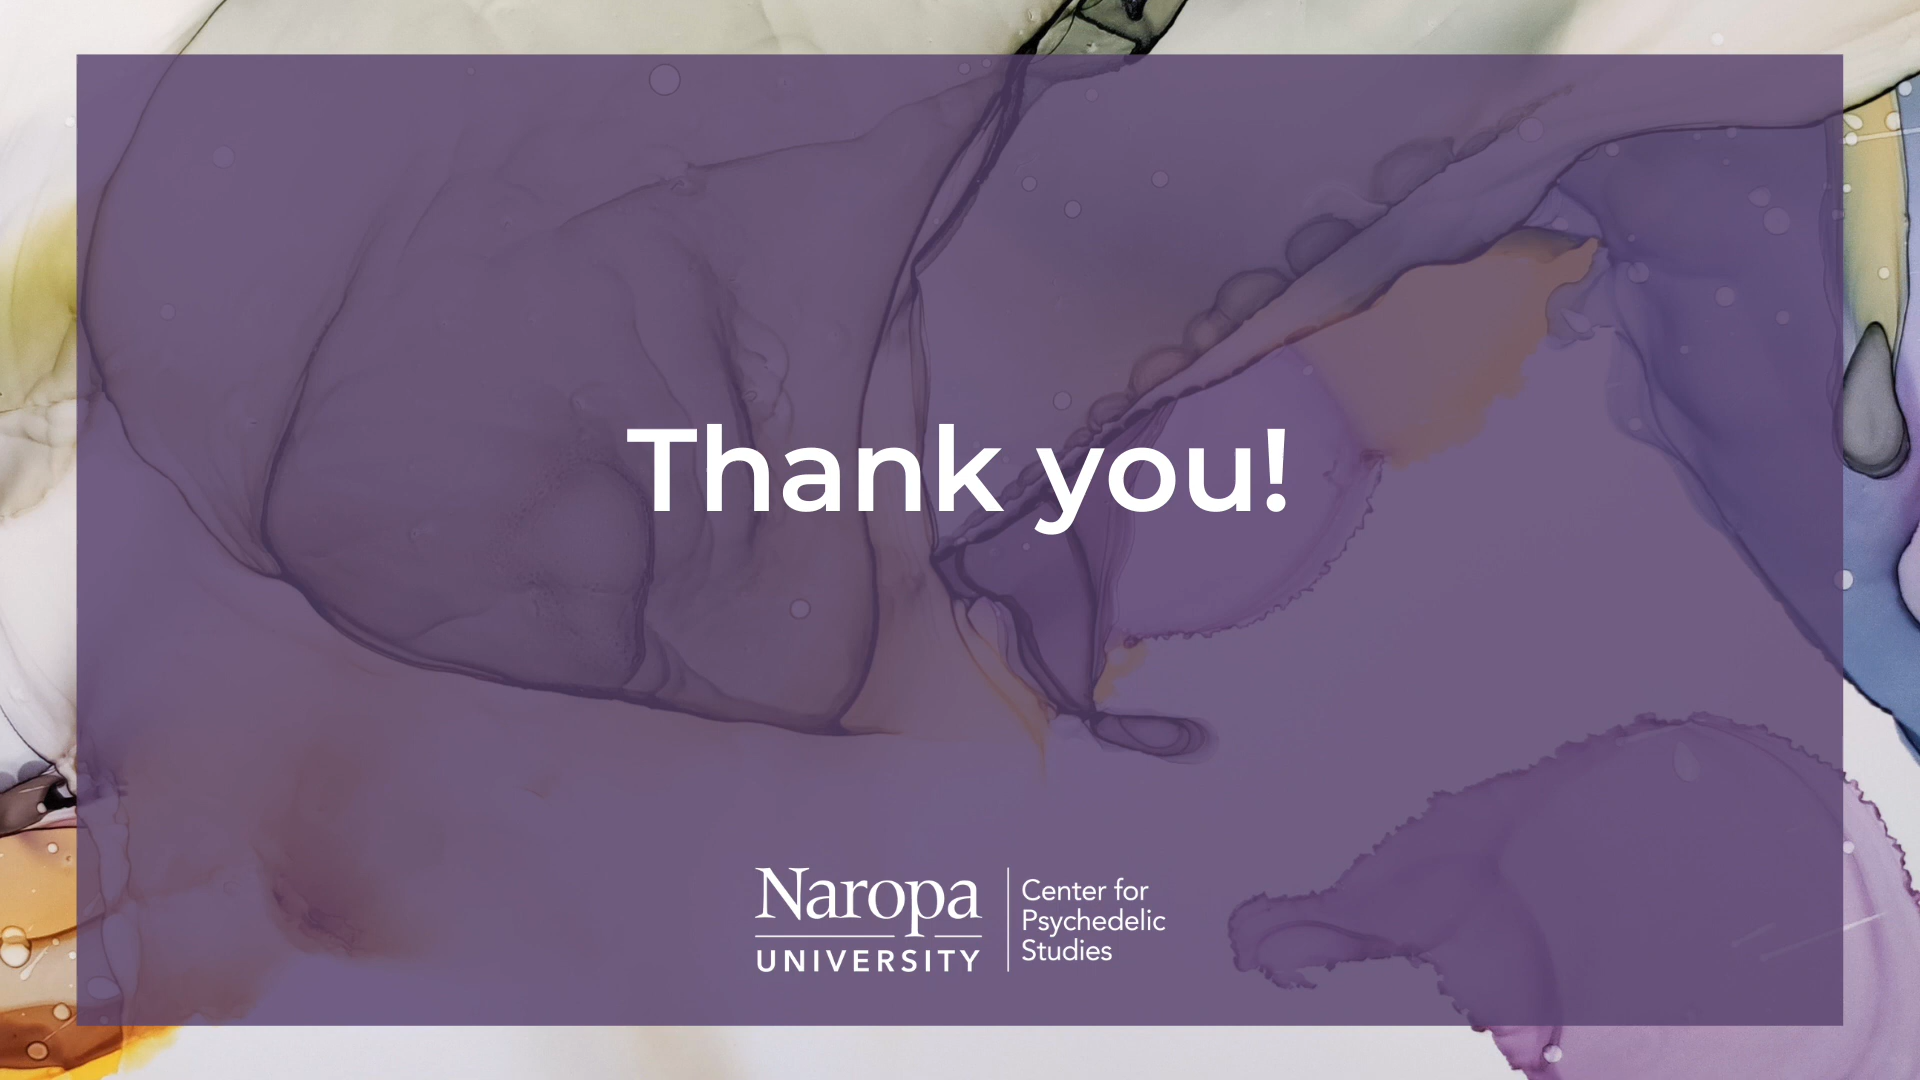 Thank you!
Naropa
UNIVERSITY
Center for
Psychedelic
Studies